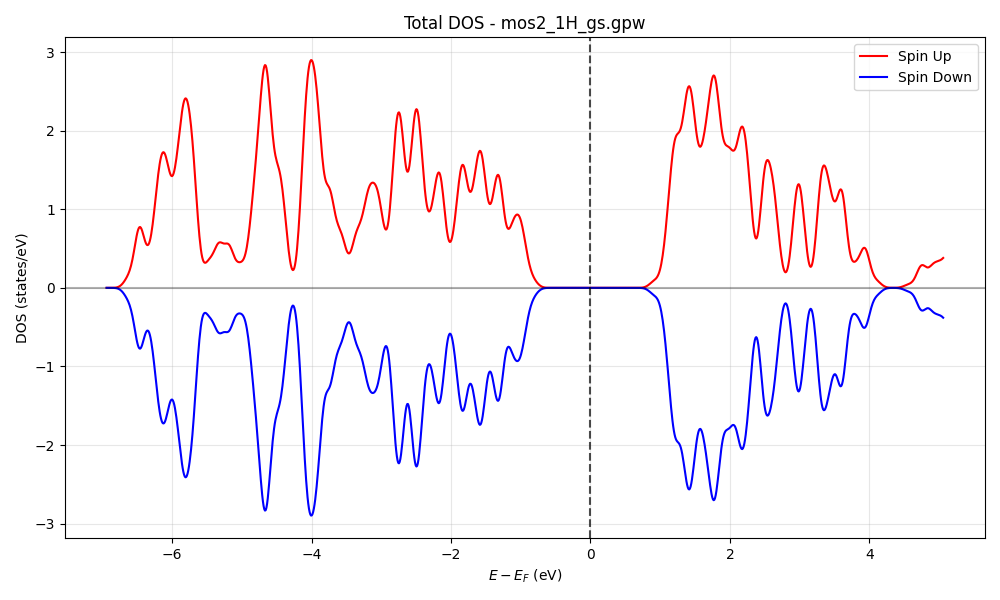 Total DOS - mos2_1H_gs.gpw
Spin Up
Spin Down
DOS (states/eV)
3
2
1
0
−1
−2
−3
−6
−4
−2
0
2
4
E − E_F (eV)